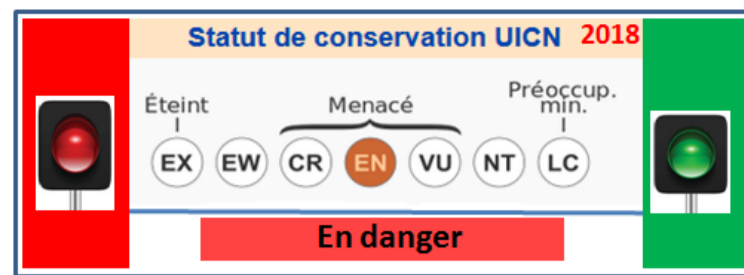 Statut de conservation UICN 2018
Préoccup.
Éteint Menacé min.
EX EW CR EN VU NT LC
En danger